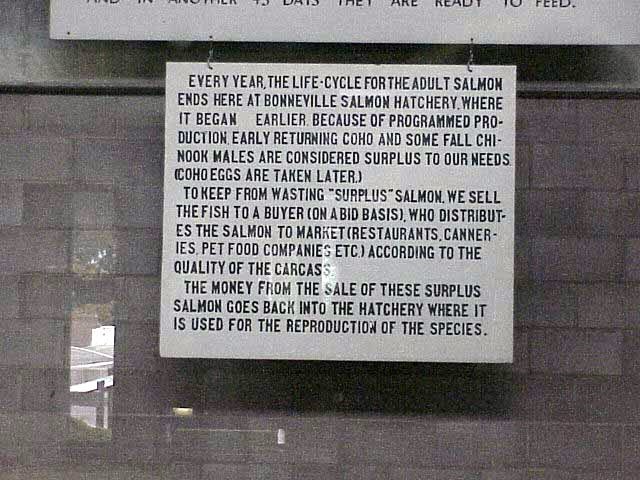 AND IN ANOTHER 45 DAYS THEY ARE READY TO FEED.
EVERY YEAR, THE LIFE-CYCLE FOR THE ADULT SALMON
ENDS HERE AT BONNEVILLE SALMON HATCHERY, WHERE
IT BEGAN EARLIER. BECAUSE OF PROGRAMMED PRO-
DUCTION, EARLY RETURNING COHO AND SOME FALL CHI-
NOOK MALES ARE CONSIDERED SURPLUS TO OUR NEEDS.
(COHO EGGS ARE TAKEN LATER.)
TO KEEP FROM WASTING "SURPLUS" SALMON, WE SELL
THE FISH TO A BUYER (ON A BID BASIS), WHO DISTRIBUT-
ES THE SALMON TO MARKET (RESTAURANTS, CANNER-
IES, PET FOOD COMPANIES ETC.) ACCORDING TO THE
QUALITY OF THE CARCASS.
THE MONEY FROM THE SALE OF THESE SURPLUS
SALMON GOES BACK INTO THE HATCHERY WHERE IT
IS USED FOR THE REPRODUCTION OF THE SPECIES.